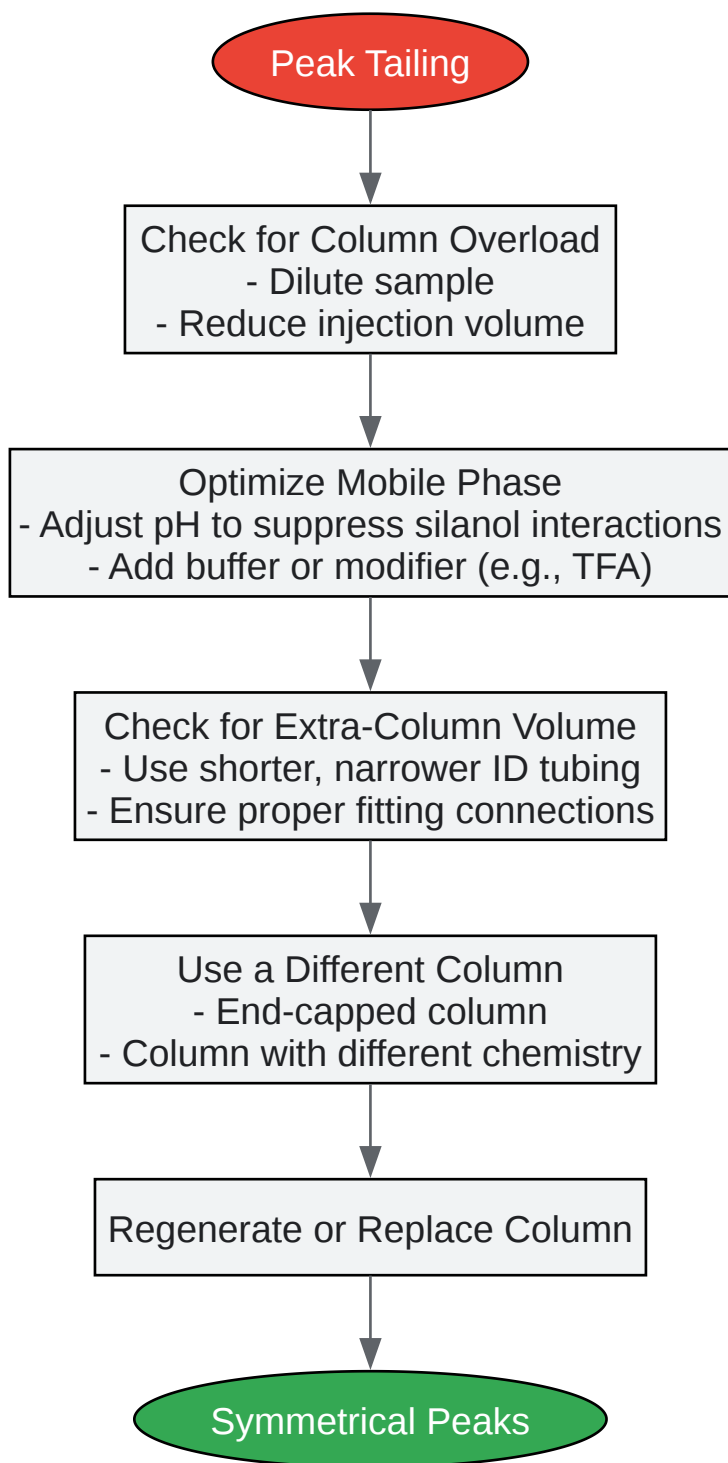 Peak Tailing
Check for Column Overload
- Dilute sample
- Reduce injection volume
Optimize Mobile Phase
- Adjust pH to suppress silanol interactions
- Add buffer or modifier (e.g., TFA)
Check for Extra-Column Volume
- Use shorter, narrower ID tubing
- Ensure proper fitting connections
Use a Different Column
- End-capped column
- Column with different chemistry
Regenerate or Replace Column
Symmetrical Peaks